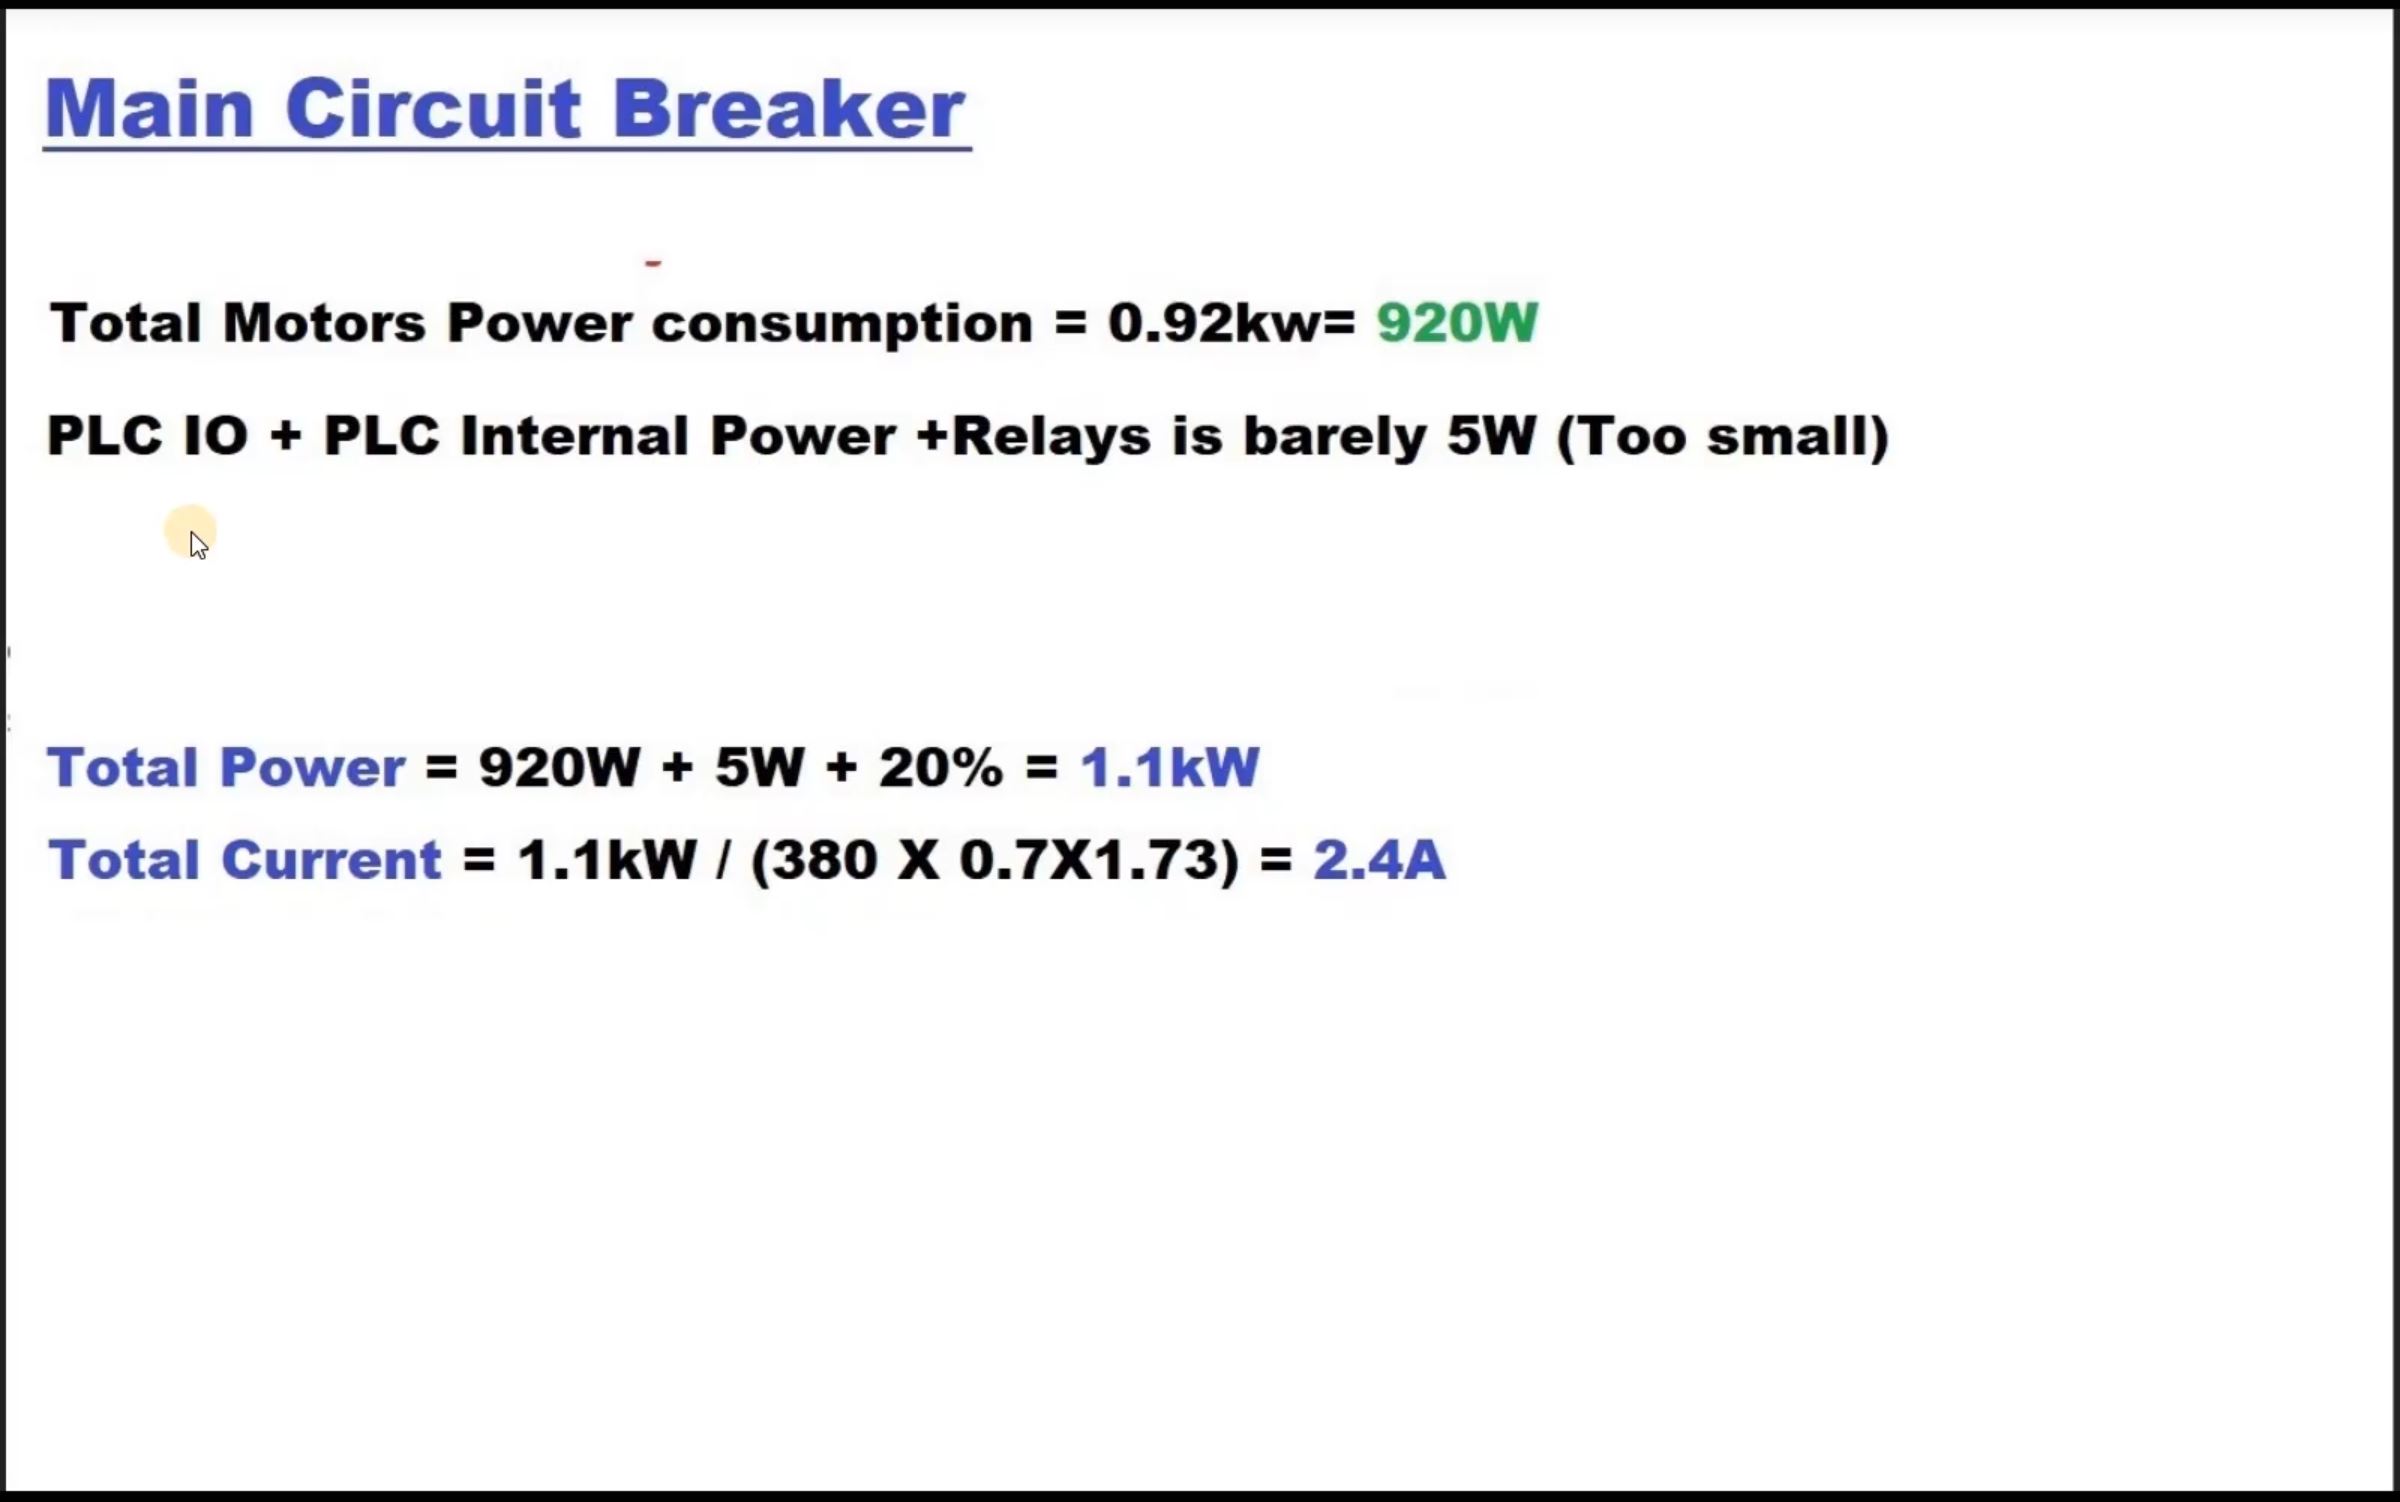 Main Circuit Breaker
Total Motors Power consumption = 0.92kw= 920W
PLC IO + PLC Internal Power +Relays is barely 5W (Too small)
Total Power = 920W + 5W + 20% = 1.1kW
Total Current = 1.1kW / (380 X 0.7X1.73) = 2.4A